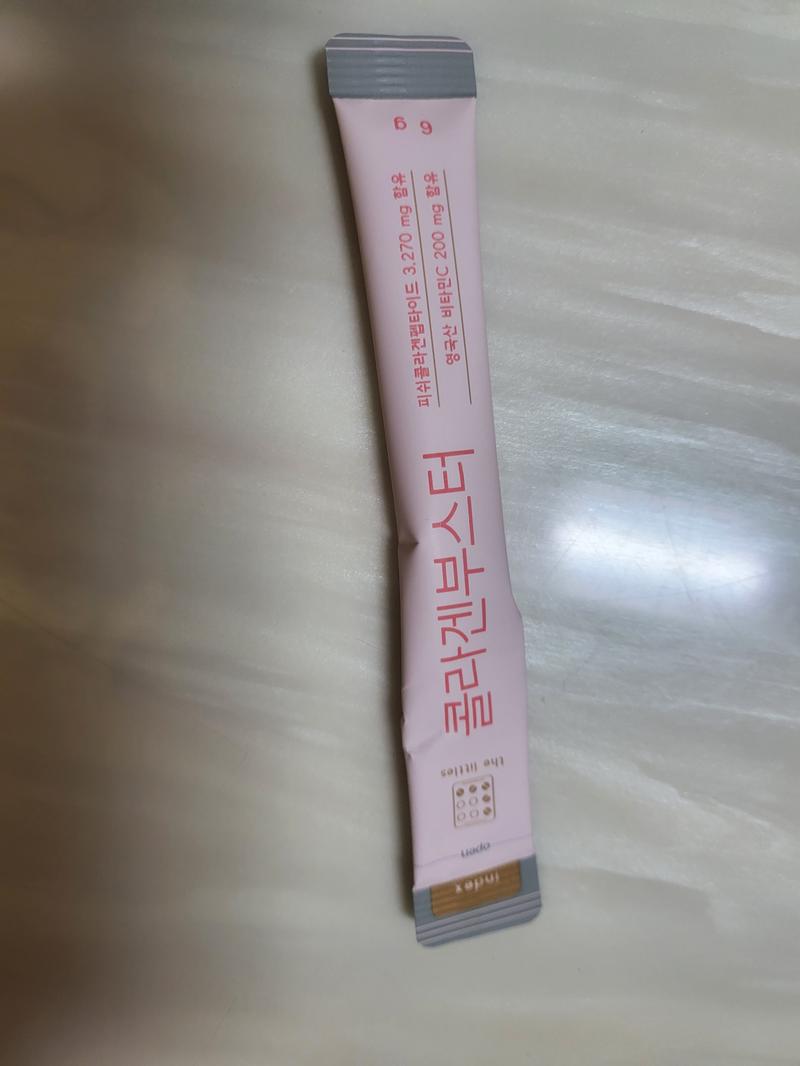 index
open
the littles
콜라겐부스터
피쉬콜라겐펩타이드 3,270 mg 함유
영국산 비타민C 200 mg 함유
6 g